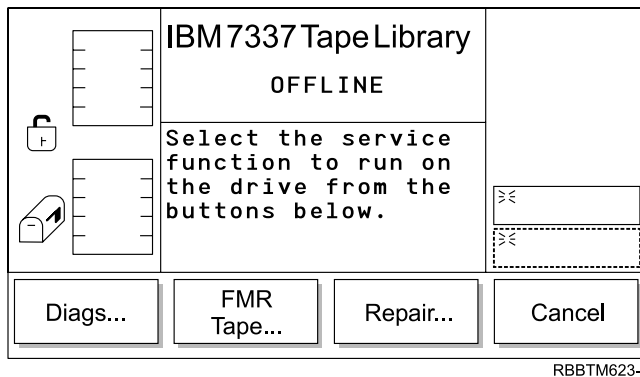 IBM 7337 Tape Library
OFFLINE
Select the service
function to run on
the drive from the
buttons below.
Diags...
FMR
Tape...
Repair...
Cancel
RBBTM623-